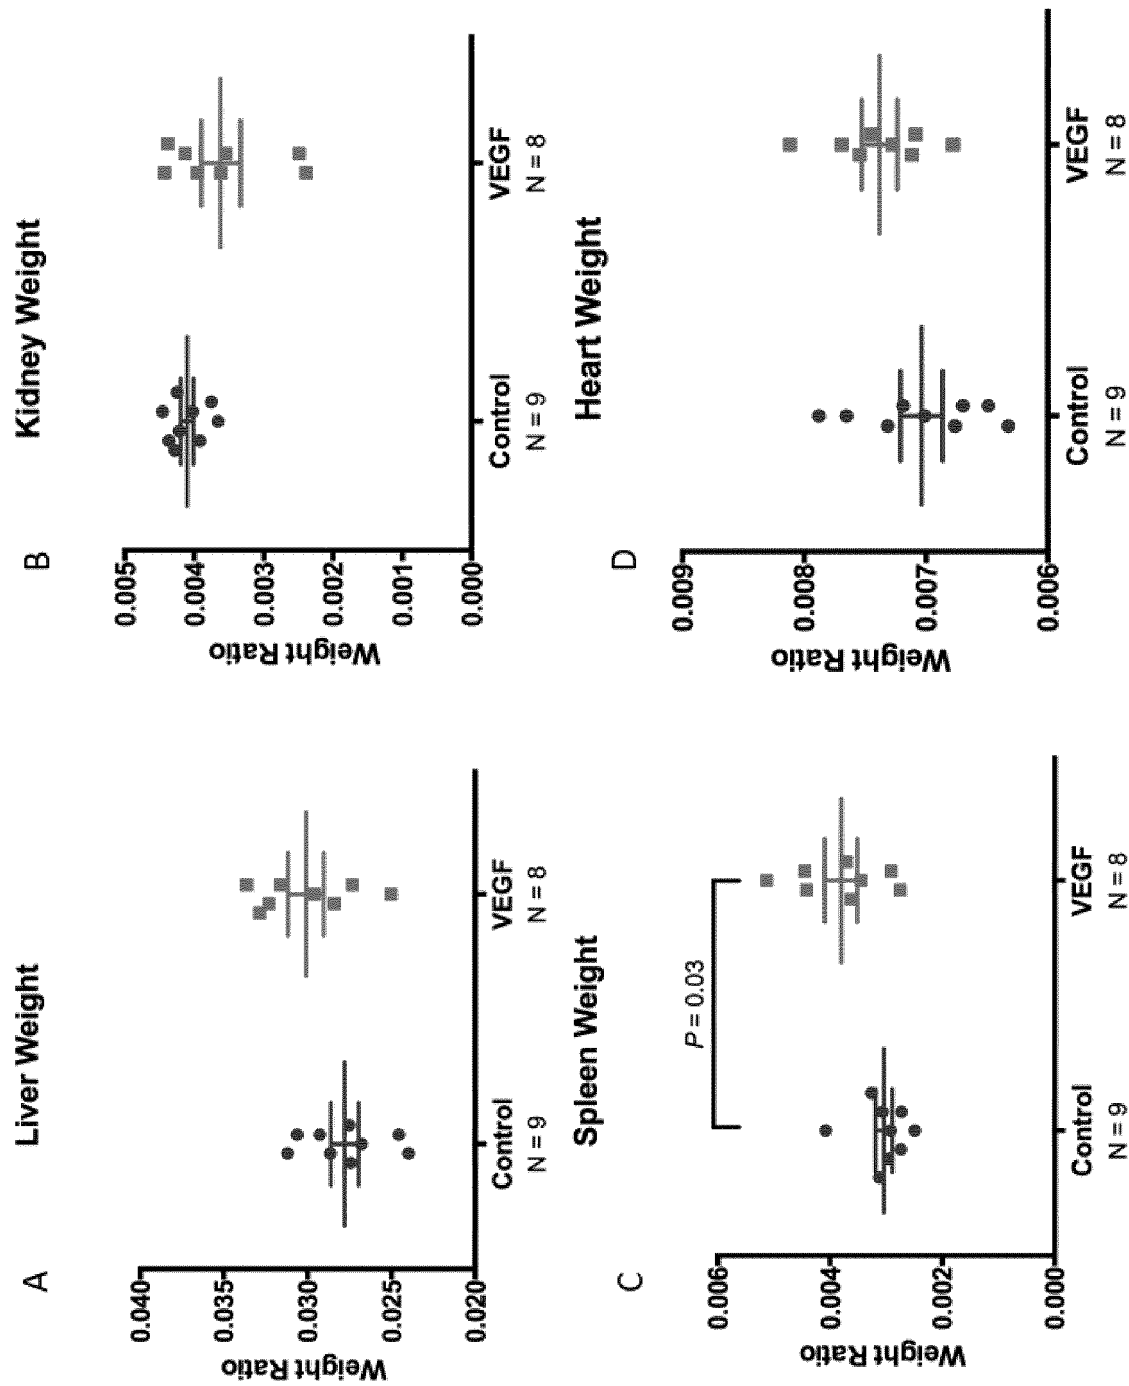 A
Liver Weight
Weight Ratio
0.040
0.035
0.030
0.025
0.020
Control
N = 9
VEGF
N = 8
B
Kidney Weight
Weight Ratio
0.005
0.004
0.003
0.002
0.001
0.000
Control
N = 9
VEGF
N = 8
C
Spleen Weight
Weight Ratio
0.006
0.004
0.002
0.000
P = 0.03
Control
N = 9
VEGF
N = 8
D
Heart Weight
Weight Ratio
0.009
0.008
0.007
0.006
Control
N = 9
VEGF
N = 8